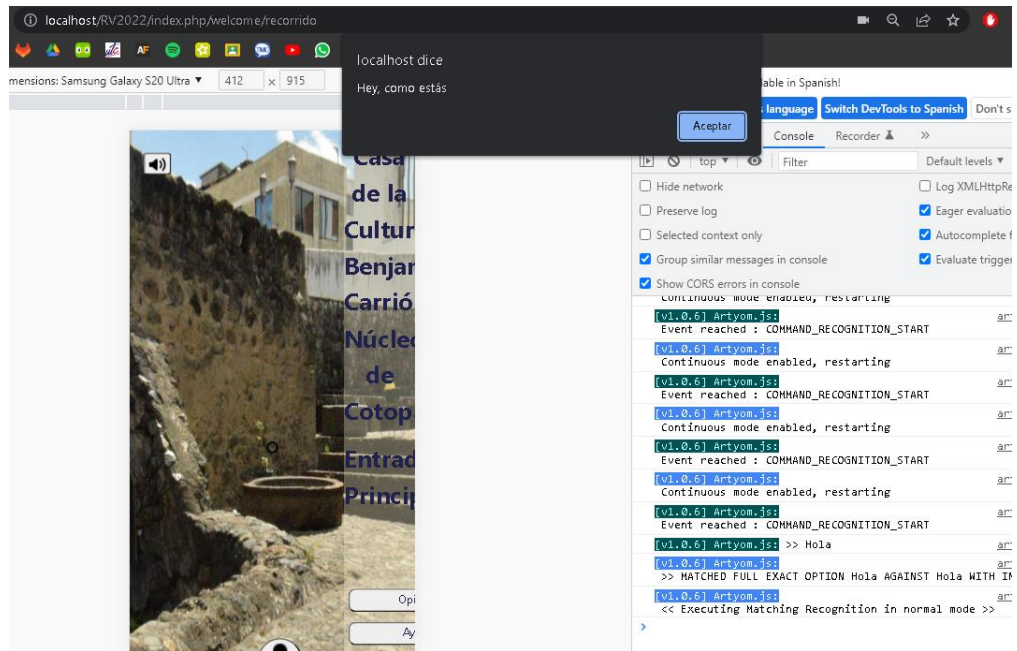 localhost/RV2022/index.php/welcome/recorrido
localhost dice
Hey, como estás
Aceptar
mensions: Samsung Galaxy S20 Ultra ▼ 412 × 915
lable in Spanish!
language Switch DevTools to Spanish Don't s
Console Recorder »
top ▼ Filter Default levels ▼
Hide network Log XMLHttpRe
Preserve log Eager evaluatio
Selected context only Autocomplete f
Group similar messages in console Evaluate trigger
Show CORS errors in console
Continuous mode enabled, restarting
[v1.0.6] Artyom.js:
Event reached : COMMAND_RECOGNITION_START
[v1.0.6] Artyom.js:
Continuous mode enabled, restarting
[v1.0.6] Artyom.js:
Event reached : COMMAND_RECOGNITION_START
[v1.0.6] Artyom.js:
Continuous mode enabled, restarting
[v1.0.6] Artyom.js:
Event reached : COMMAND_RECOGNITION_START
[v1.0.6] Artyom.js:
Continuous mode enabled, restarting
[v1.0.6] Artyom.js:
Event reached : COMMAND_RECOGNITION_START
[v1.0.6] Artyom.js: >> Hola
[v1.0.6] Artyom.js:
>> MATCHED FULL EXACT OPTION Hola AGAINST Hola WITH IN
[v1.0.6] Artyom.js:
<< Executing Matching Recognition in normal mode >>
Casa
de la
Cultur
Benjar
Carrió
Núcle
de
Cotop
Entrad
Princip
Opi
Ay